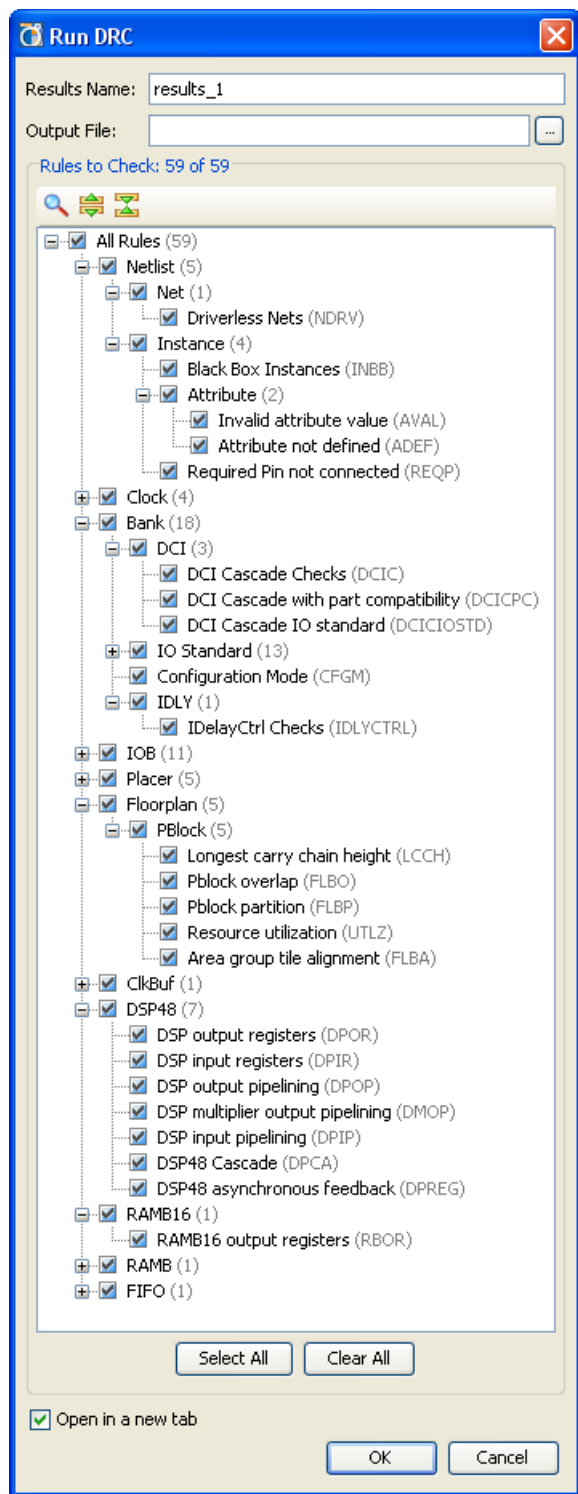 Run DRC
Results Name: results_1
Output File:
...
Rules to Check: 59 of 59
All Rules (59)
Netlist (5)
Net (1)
Driverless Nets (NDRV)
Instance (4)
Black Box Instances (INBB)
Attribute (2)
Invalid attribute value (AVAL)
Attribute not defined (ADEF)
Required Pin not connected (REQP)
Clock (4)
Bank (18)
DCI (3)
DCI Cascade Checks (DCIC)
DCI Cascade with part compatibility (DCICPC)
DCI Cascade IO standard (DCICIOSTD)
IO Standard (13)
Configuration Mode (CFGM)
IDLY (1)
IDelayCtrl Checks (IDLYCTRL)
IOB (11)
Placer (5)
Floorplan (5)
PBlock (5)
Longest carry chain height (LCCH)
Pblock overlap (FLBO)
Pblock partition (FLBP)
Resource utilization (UTLZ)
Area group tile alignment (FLBA)
ClkBuf (1)
DSP48 (7)
DSP output registers (DPOR)
DSP input registers (DPIR)
DSP output pipelining (DPOP)
DSP multiplier output pipelining (DMOP)
DSP input pipelining (DPIP)
DSP48 Cascade (DPCA)
DSP48 asynchronous feedback (DPREG)
RAMB16 (1)
RAMB16 output registers (RBOR)
RAMB (1)
FIFO (1)
Select All Clear All
Open in a new tab
OK Cancel